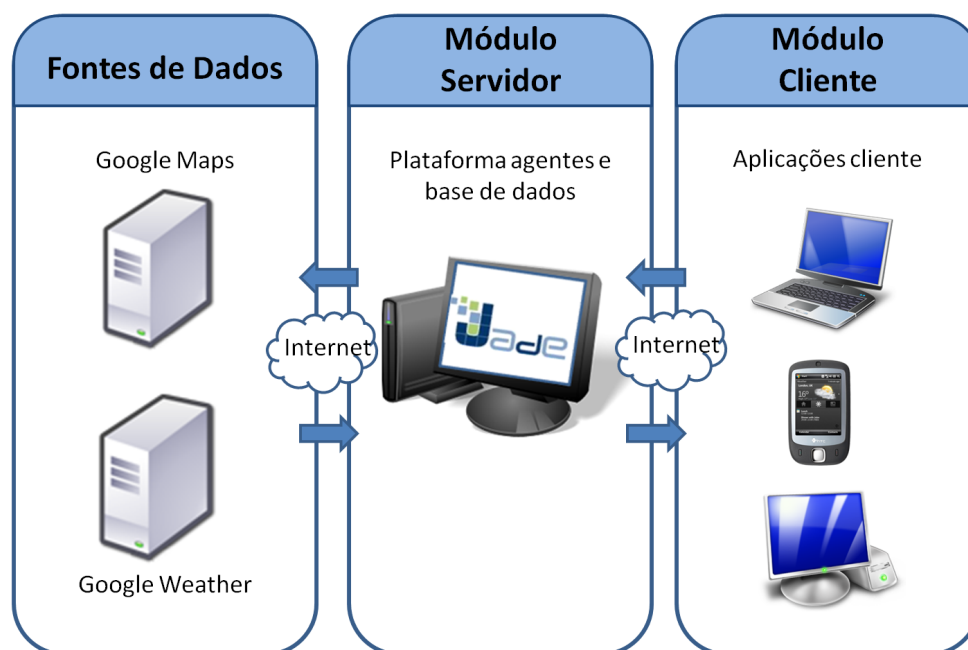 Fontes de Dados
Módulo
Servidor
Módulo
Cliente
Google Maps
Plataforma agentes e
base de dados
Aplicações cliente
Jade
Internet
Internet
16°
Google Weather